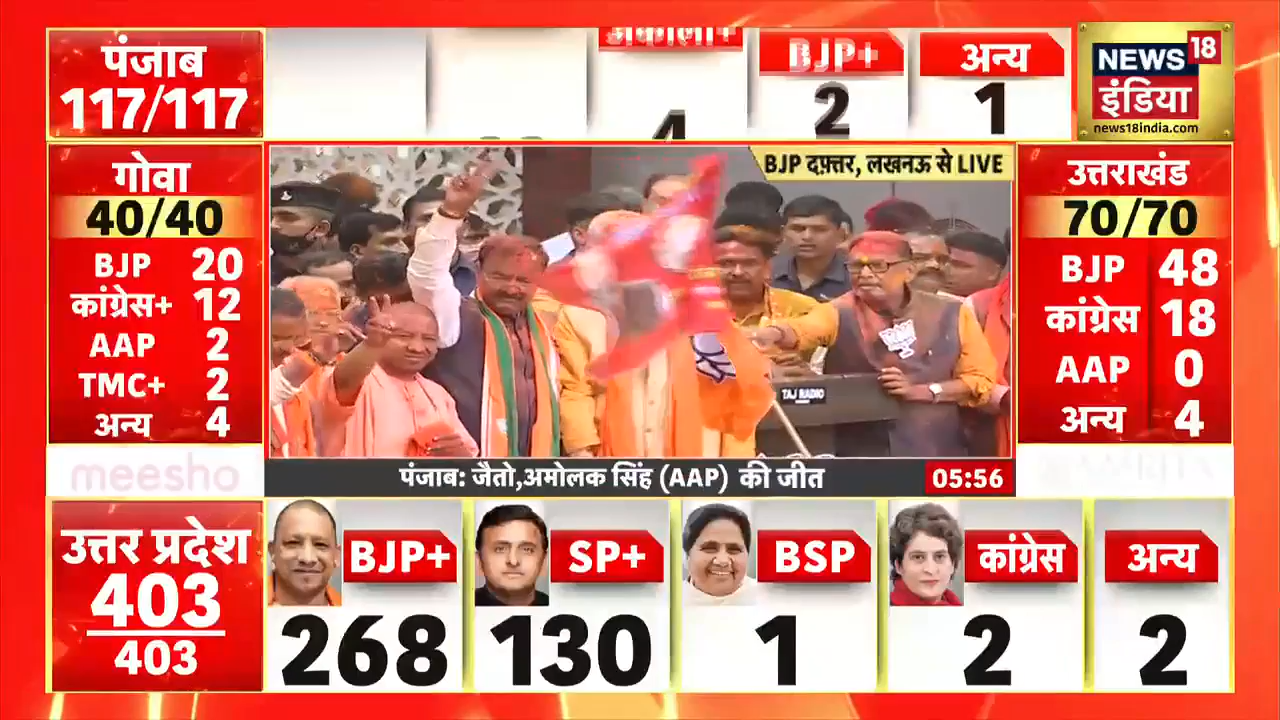 पंजाब
117/117
अकाली+
4
BJP+
2
अन्य
1
NEWS 18
इंडिया
news18india.com
गोवा
40/40
BJP 20
कांग्रेस+ 12
AAP 2
TMC+ 2
अन्य 4
BJP दफ़्तर, लखनऊ से LIVE
TAJ RADIO
उत्तराखंड
70/70
BJP 48
कांग्रेस 18
AAP 0
अन्य 4
meesho
पंजाब: जैतो,अमोलक सिंह (AAP) की जीत
05:56
उत्तर प्रदेश
403
403
BJP+
268
SP+
130
BSP
1
कांग्रेस
2
अन्य
2